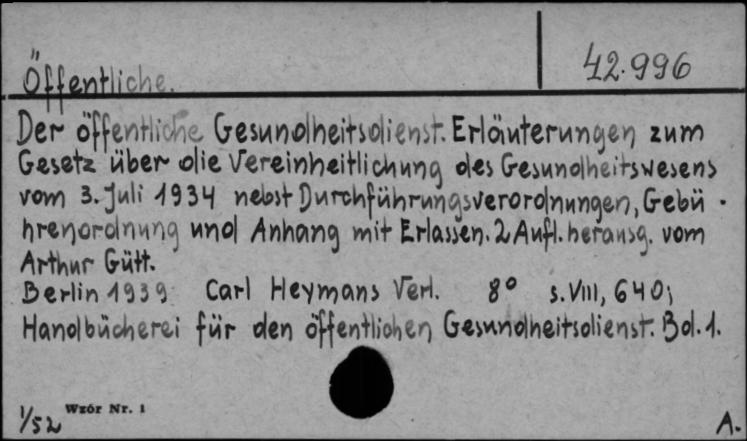 42.996
Öffentliche.
Der öffentliche Gesundheitsdienst. Erläuterungen zum
Gesetz über die Vereinheitlichung des Gesundheitswesens
vom 3. Juli 1934 nebst Durchführungsverordnungen, Gebü-
hrenordnung und Anhang mit Erlassen. 2 Aufl. herausg. vom
Arthur Gütt.
Berlin 1939 Carl Heymans Verl. 8° s. VIII, 640;
Handbücherei für den öffentlichen Gesundheitsdienst. Bd. 1.
1/52 Wzór Nr. 1 A.